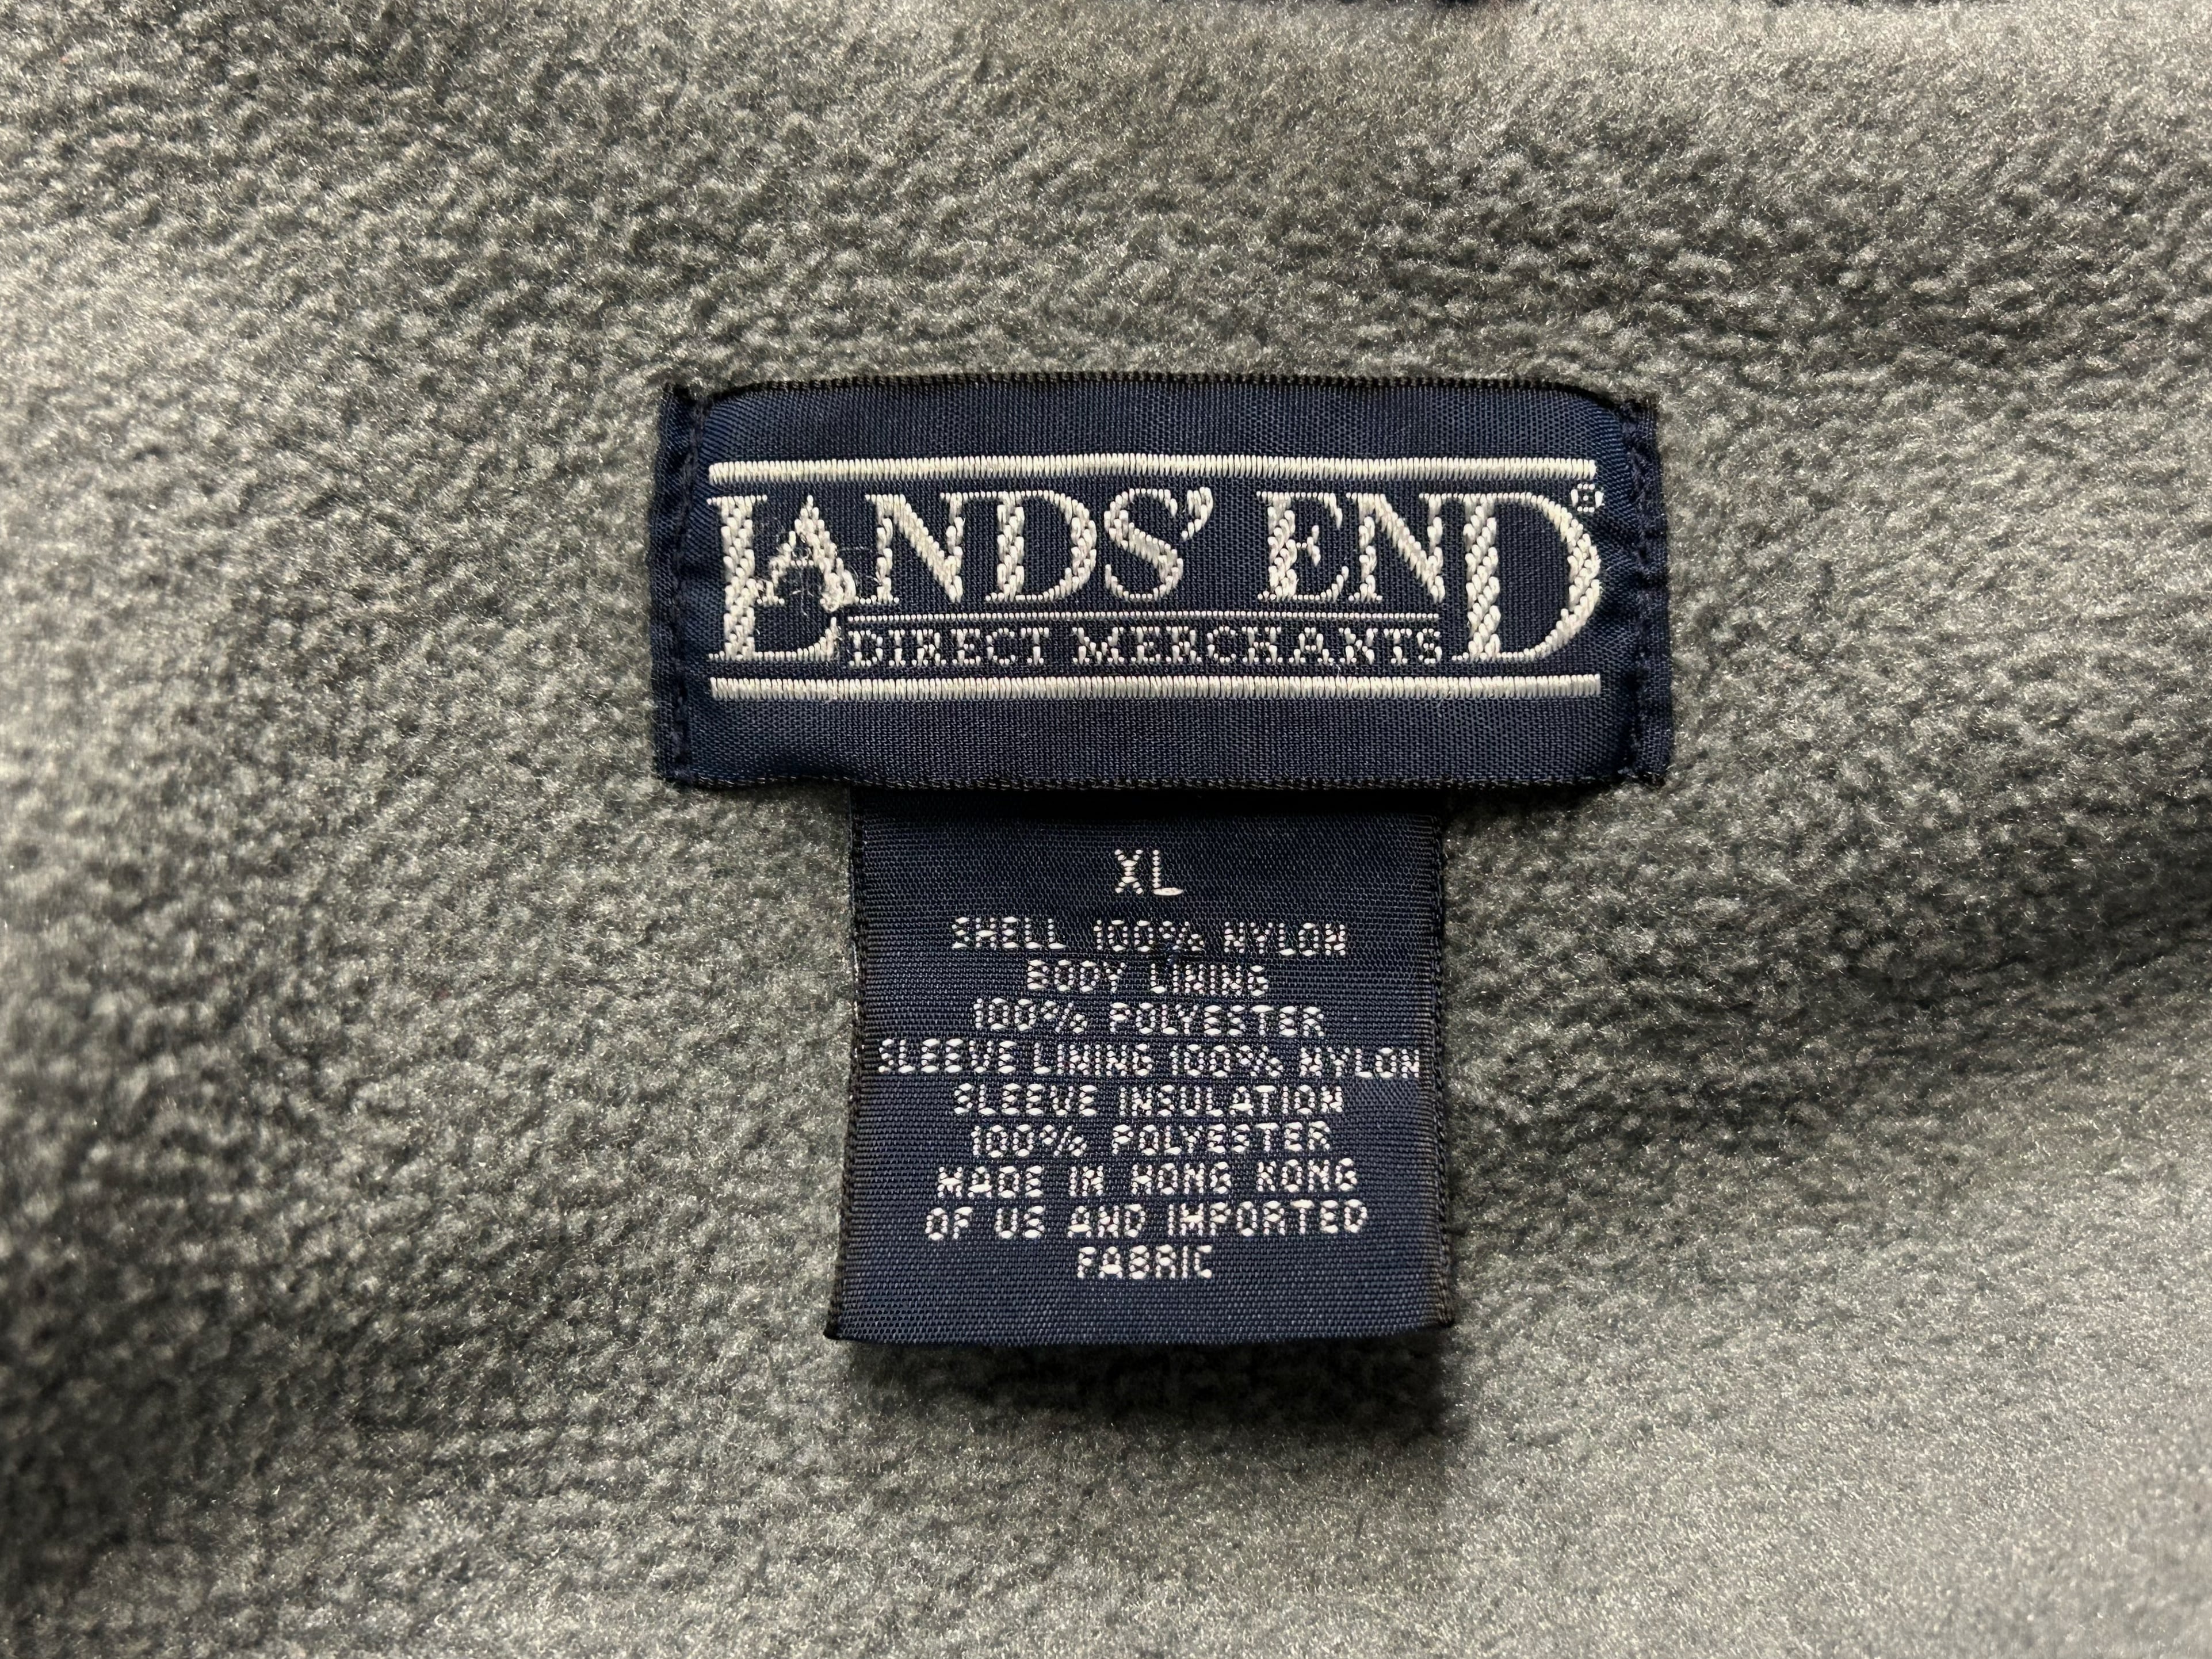 LANDS' END®
DIRECT MERCHANTS
XL
SHELL 100% NYLON
BODY LINING
100% POLYESTER
SLEEVE LINING 100% NYLON
SLEEVE INSULATION
100% POLYESTER
MADE IN HONG KONG
OF US AND IMPORTED
FABRIC